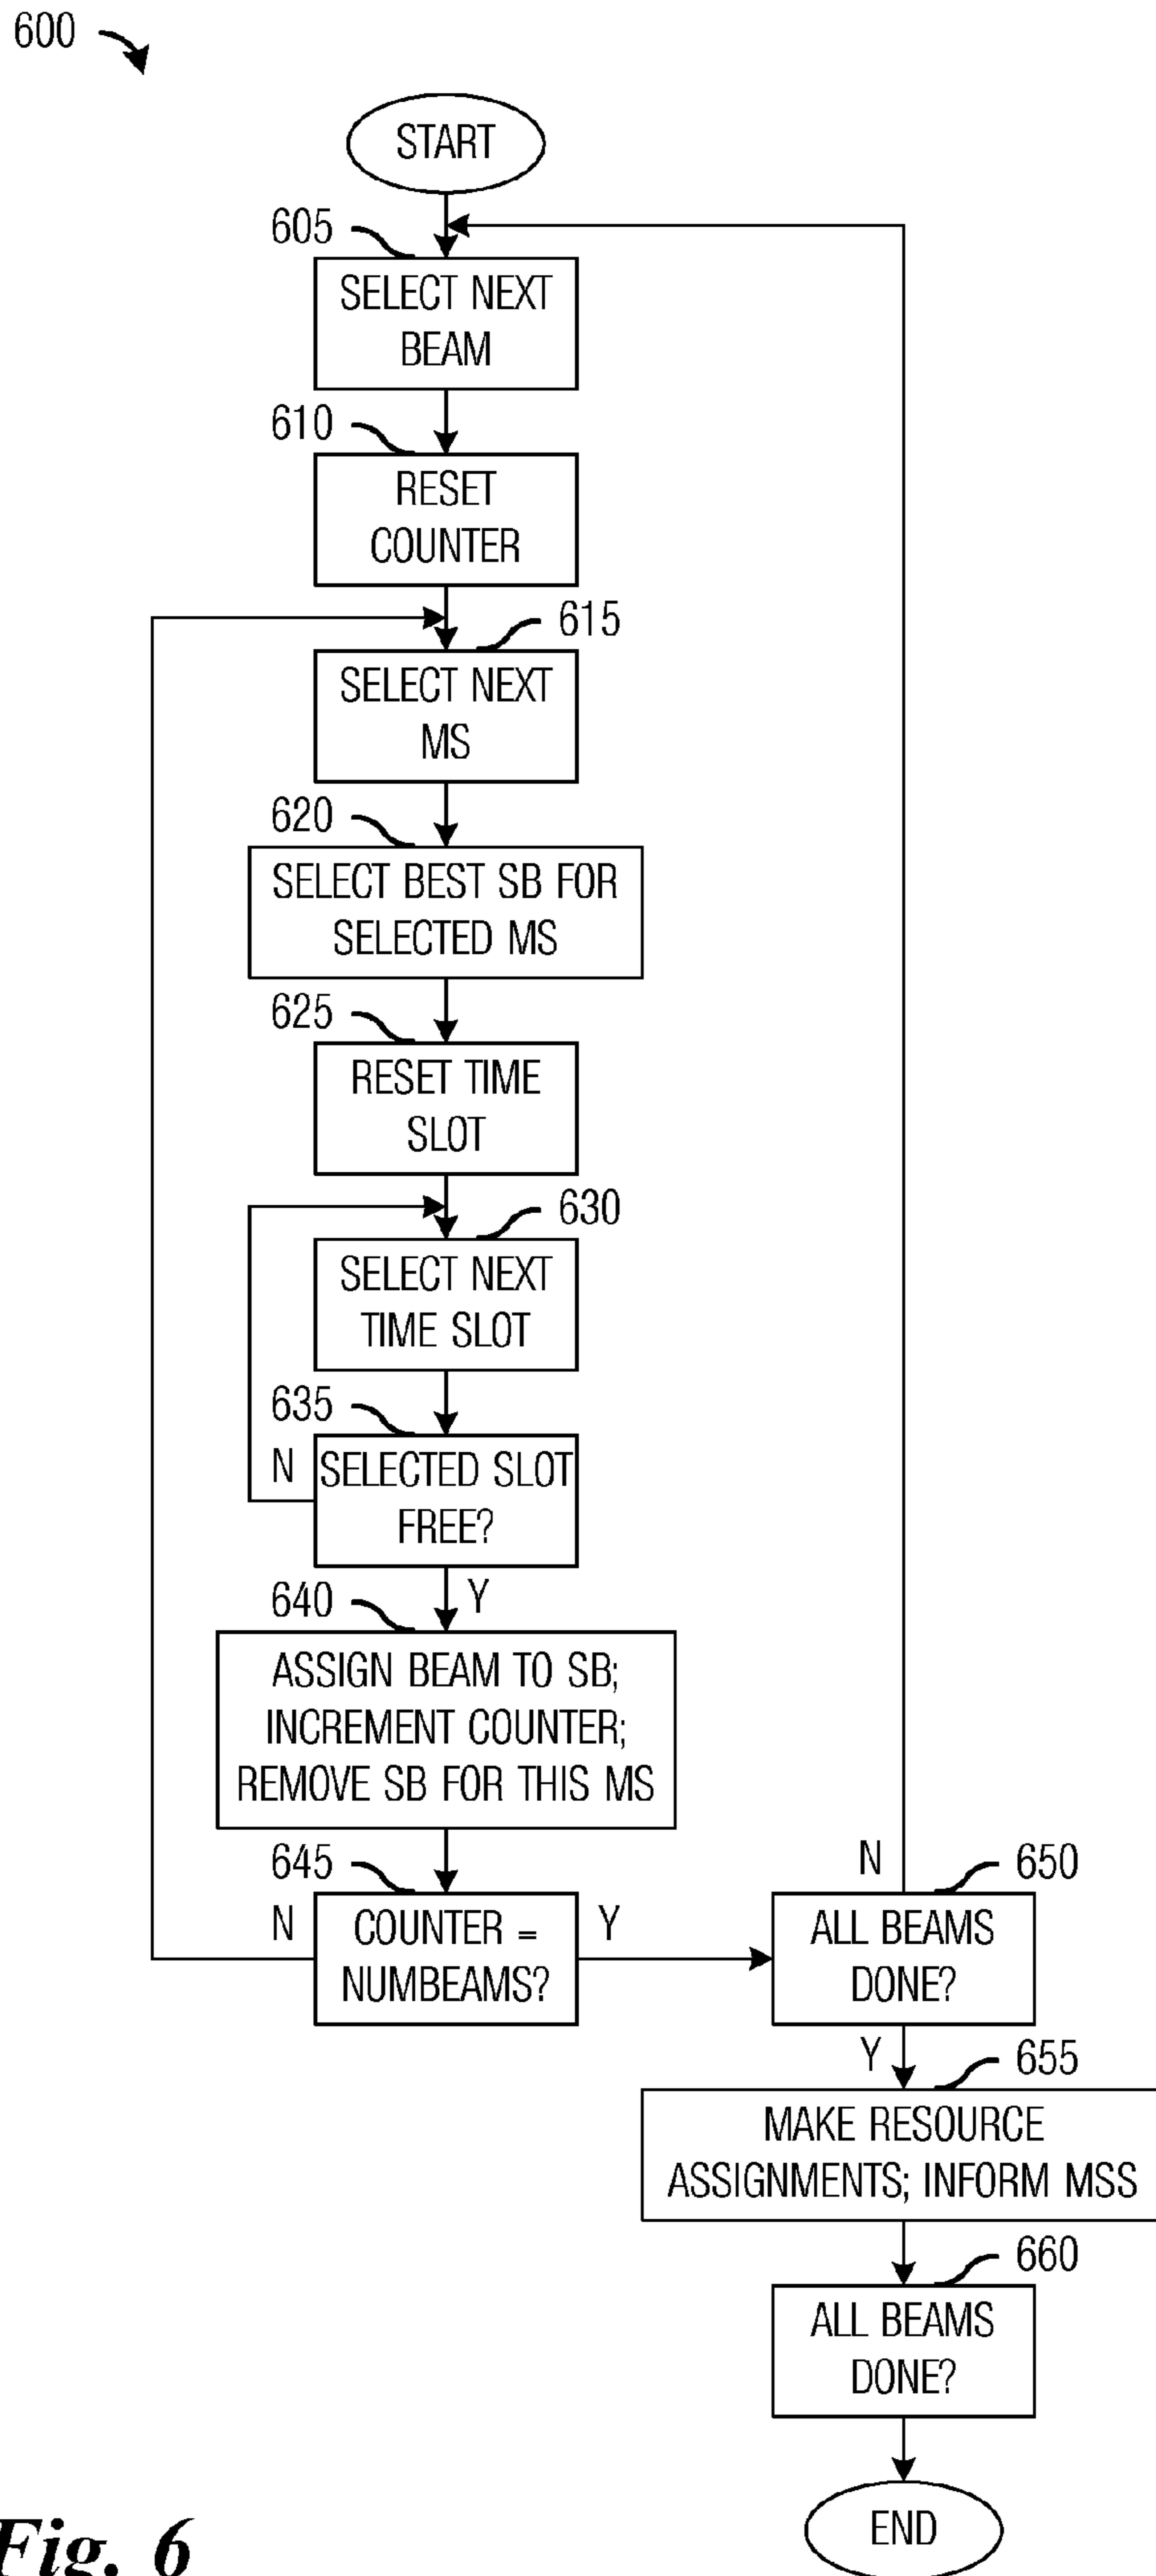 600
START
605
SELECT NEXT
BEAM
610
RESET
COUNTER
615
SELECT NEXT
MS
620
SELECT BEST SB FOR
SELECTED MS
625
RESET TIME
SLOT
630
SELECT NEXT
TIME SLOT
635
N
SELECTED SLOT
FREE?
Y
640
ASSIGN BEAM TO SB;
INCREMENT COUNTER;
REMOVE SB FOR THIS MS
645
N
COUNTER =
NUMBEAMS?
Y
N
650
ALL BEAMS
DONE?
Y
655
MAKE RESOURCE
ASSIGNMENTS; INFORM MSS
660
ALL BEAMS
DONE?
END
Fig. 6